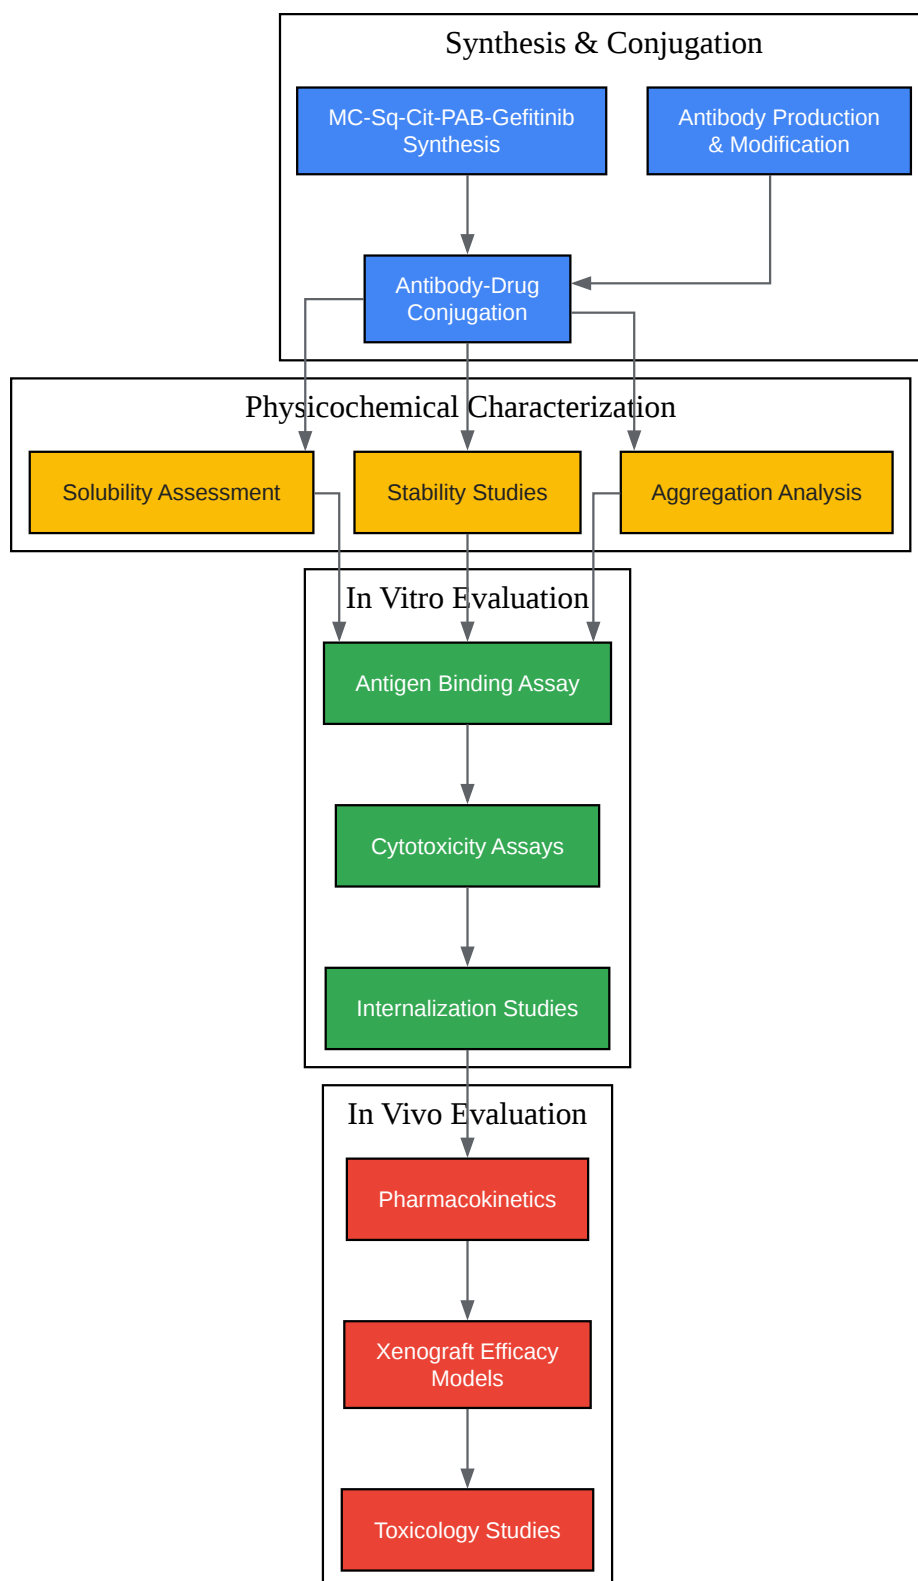 Synthesis & Conjugation
MC-Sq-Cit-PAB-Gefitinib
Synthesis
Antibody Production
& Modification
Antibody-Drug
Conjugation
Physicochemical Characterization
Solubility Assessment
Stability Studies
Aggregation Analysis
In Vitro Evaluation
Antigen Binding Assay
Cytotoxicity Assays
Internalization Studies
In Vivo Evaluation
Pharmacokinetics
Xenograft Efficacy
Models
Toxicology Studies